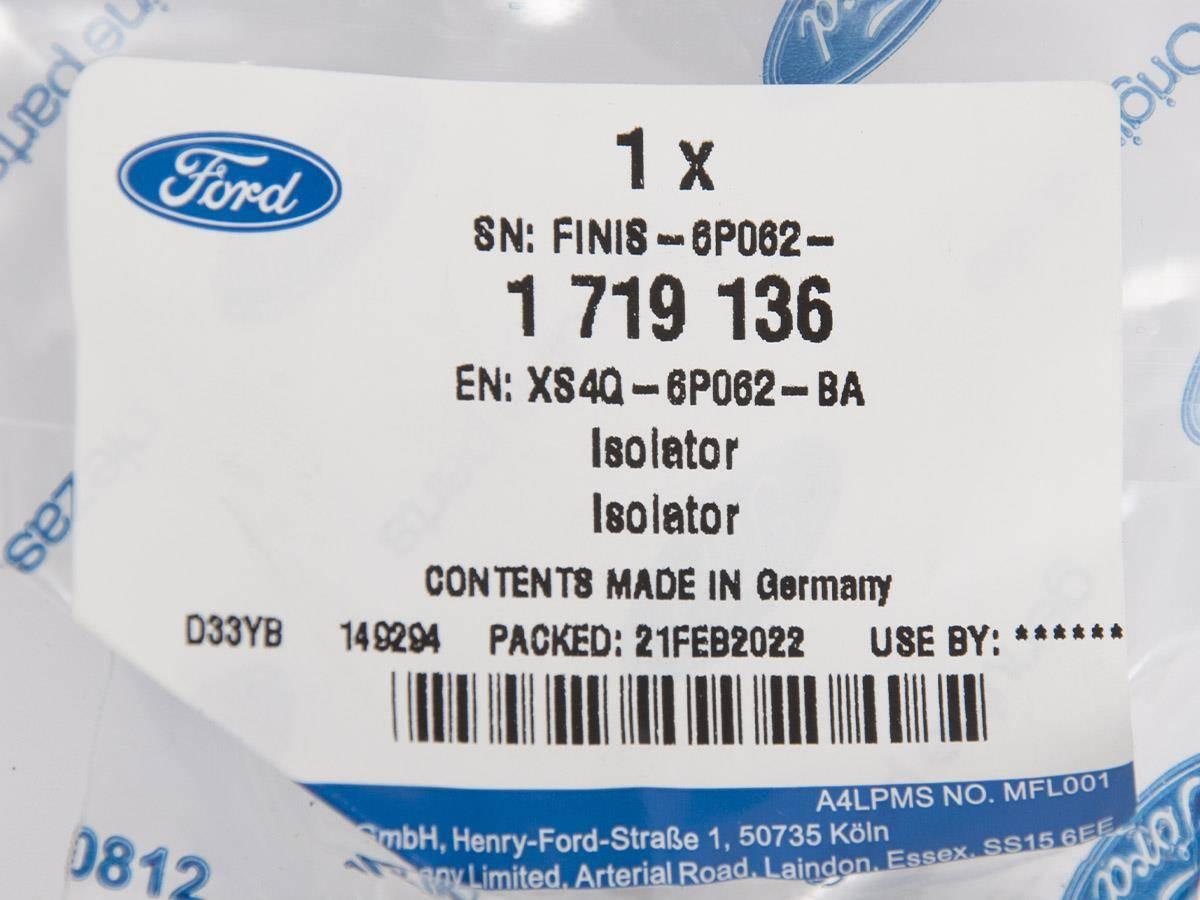 Ford
1 x
SN: FINIS-6P062-
1 719 136
EN: XS4Q-6P062-BA
Isolator
Isolator
CONTENTS MADE IN Germany
D33YB 149294 PACKED: 21FEB2022 USE BY: ******
A4LPMS NO. MFL001
GmbH, Henry-Ford-Straße 1, 50735 Köln
Limited, Arterial Road, Laindon, Essex. SS15 6EE
0812